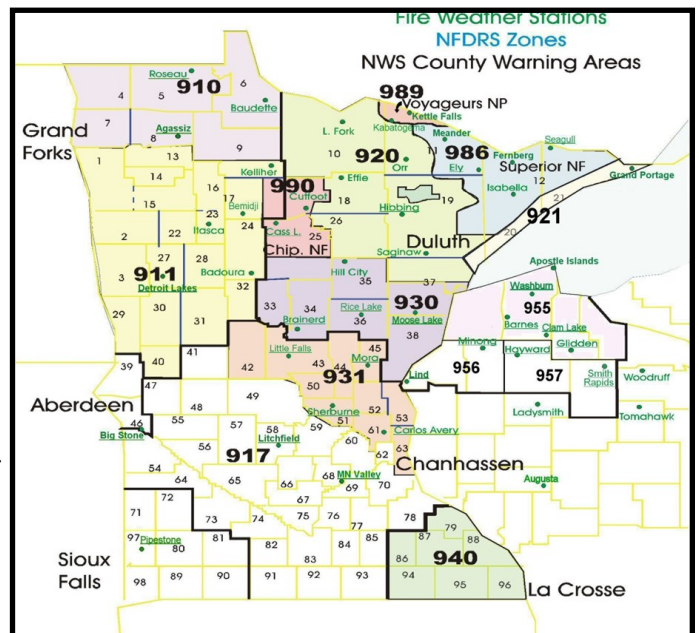 Fire Weather Stations
NFDRS Zones
NWS County Warning Areas
989
Voyageurs NP
Kettle Falls
Kabatogema
Roseau
910
4
5
6
Baudette
Grand
Forks
7
8
Agassiz
9
L. Fork
10
920
Orr
11
Meander
986
Ely
Fernberg
Seagull
Superior NF
Isabella
12
21
Grand Portage
921
20
1
13
14
Kelliher
990
Cutfoot
Effie
18
19
Hibbing
15
16
17
Bemidji
23
Itasca
24
Cass L.
25
26
Chip. NF
Saginaw
Duluth
2
22
3
27
28
911
Detroit Lakes
Badoura
32
Hill City
35
37
Apostle Islands
29
30
31
33
34
Rice Lake
36
930
Moose Lake
38
Brainerd
Washburn
955
Barnes
Clam Lake
Glidden
Minong
956
Hayward
957
Smith
Rapids
Woodruff
Tomahawk
Ladysmith
39
40
41
42
Little Falls
43
44
45
Mora
931
Lind
47
48
49
50
51
52
53
Sherburne
Aberdeen
46
Big Stone
55
56
58
59
60
61
62
63
Carlos Avery
Litchfield
917
Chanhassen
54
64
65
66
67
68
69
70
MN Valley
Augusta
71
72
73
74
75
76
77
78
79
Sioux
Falls
97
Pipestone
80
81
82
83
84
85
86
87
88
940
98
89
90
91
92
93
94
95
96
La Crosse